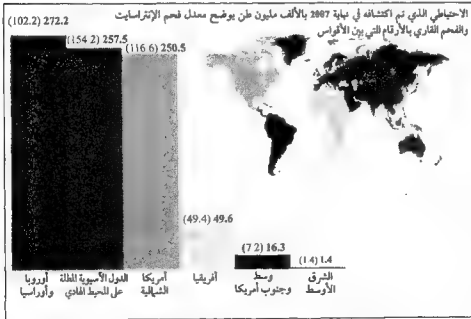 الاحتياطي الذي تم اكتشافه في نهاية 2007 بالألف مليون طن يوضح معدل فحم الإنتراسايت
والفحم القاري بالأرقام للتي بين الأقواس
(102.2) 272.2
(154.2) 257.5
(116.6) 250.5
(49.4) 49.6
(7.2) 16.3
(1.4) 1.4
أوروبا
وأوراسيا
الدول الآسيوية المطلة
على المحيط الهادي
أمريكا
الشمالية
أفريقيا
وسط
وجنوب أمريكا
الشرق
الأوسط